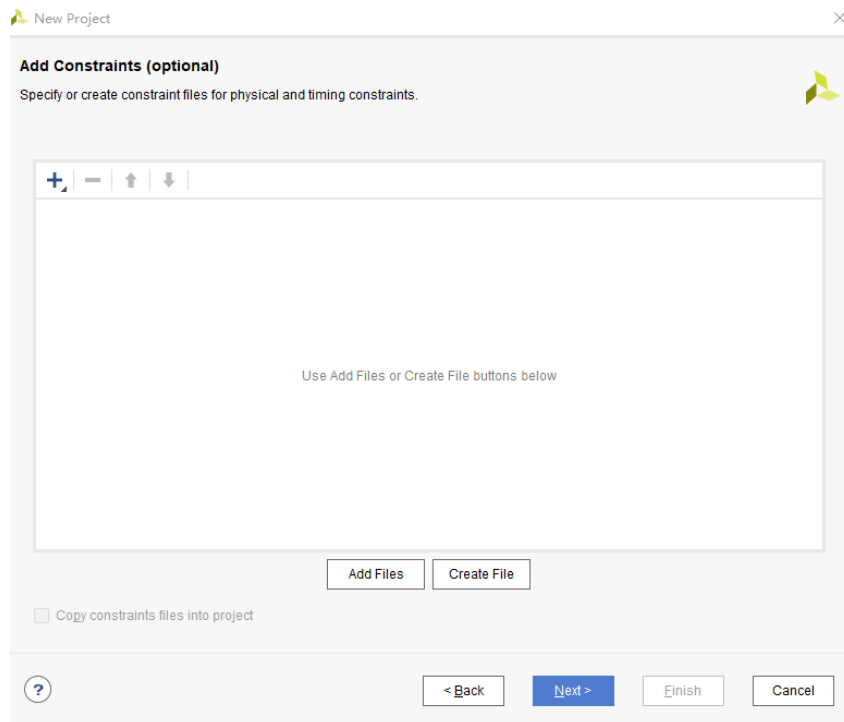 New Project
Add Constraints (optional)
Specify or create constraint files for physical and timing constraints.
Use Add Files or Create File buttons below
Add Files Create File
Copy constraints files into project
? < Back Next > Finish Cancel